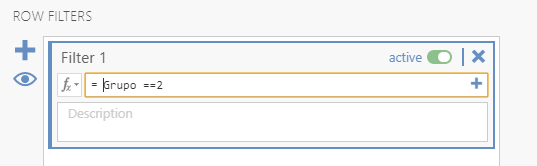 ROW FILTERS
Filter 1 active
fx = Grupo ==2
Description